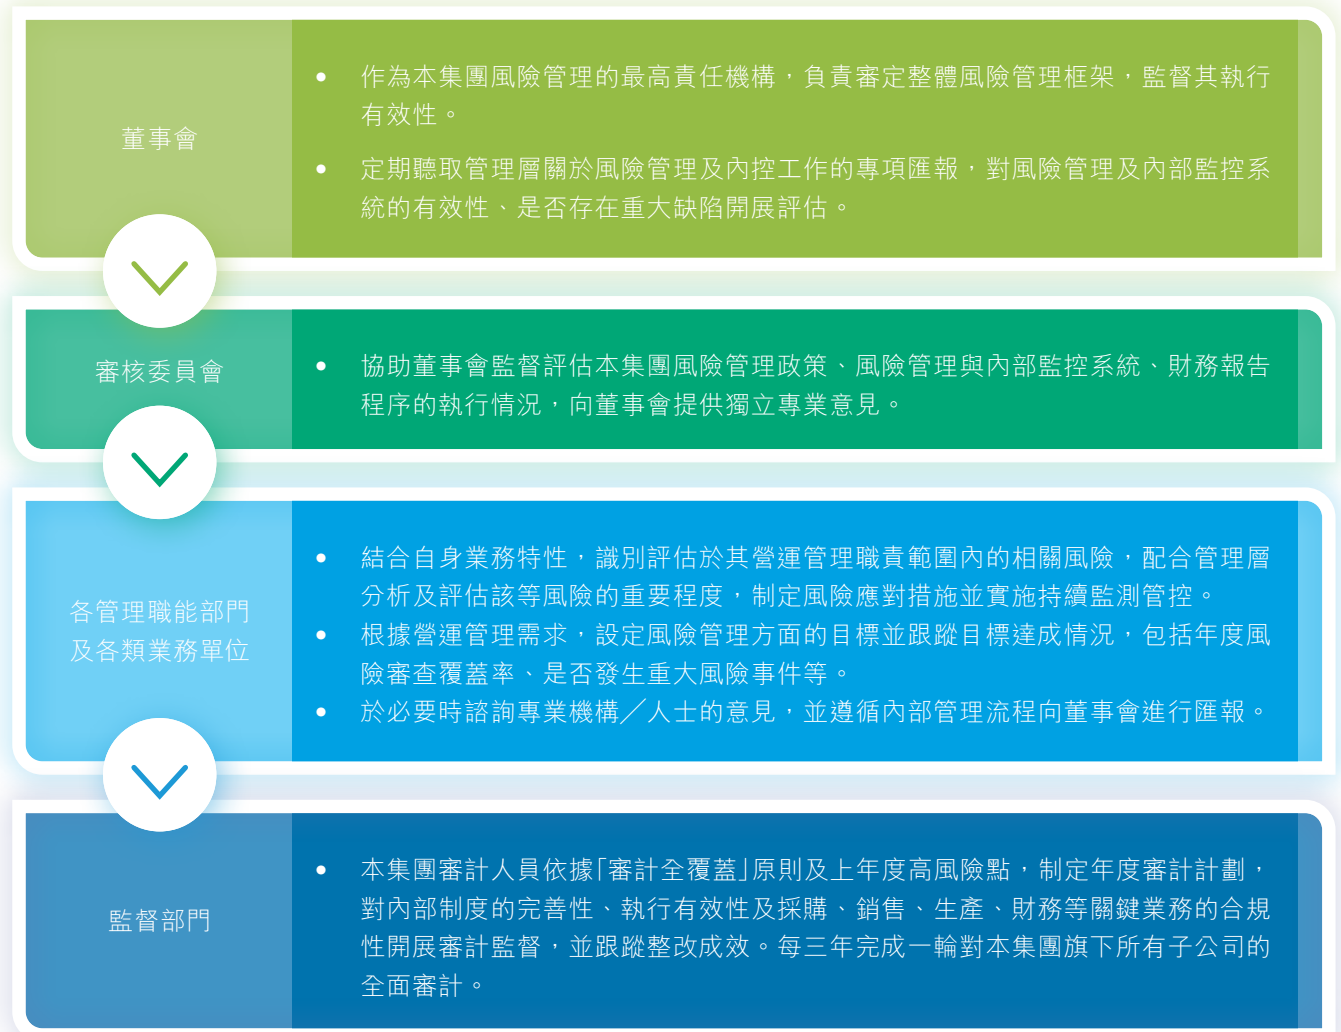 董事會
• 作為本集團風險管理的最高責任機構，負責審定整體風險管理框架，監督其執行
有效性。
• 定期聽取管理層關於風險管理及內控工作的專項匯報，對風險管理及內部監控系
統的有效性、是否存在重大缺陷開展評估。
審核委員會
• 協助董事會監督評估本集團風險管理政策、風險管理與內部監控系統、財務報告
程序的執行情況，向董事會提供獨立專業意見。
各管理職能部門
及各類業務單位
• 結合自身業務特性，識別評估於其營運管理職責範圍內的相關風險，配合管理層
分析及評估該等風險的重要程度，制定風險應對措施並實施持續監測管控。
• 根據營運管理需求，設定風險管理方面的目標並跟蹤目標達成情況，包括年度風
險審查覆蓋率、是否發生重大風險事件等。
• 於必要時諮詢專業機構／人士的意見，並遵循內部管理流程向董事會進行匯報。
監督部門
• 本集團審計人員依據「審計全覆蓋」原則及上年度高風險點，制定年度審計計劃，
對內部制度的完善性、執行有效性及採購、銷售、生產、財務等關鍵業務的合規
性開展審計監督，並跟蹤整改成效。每三年完成一輪對本集團旗下所有子公司的
全面審計。